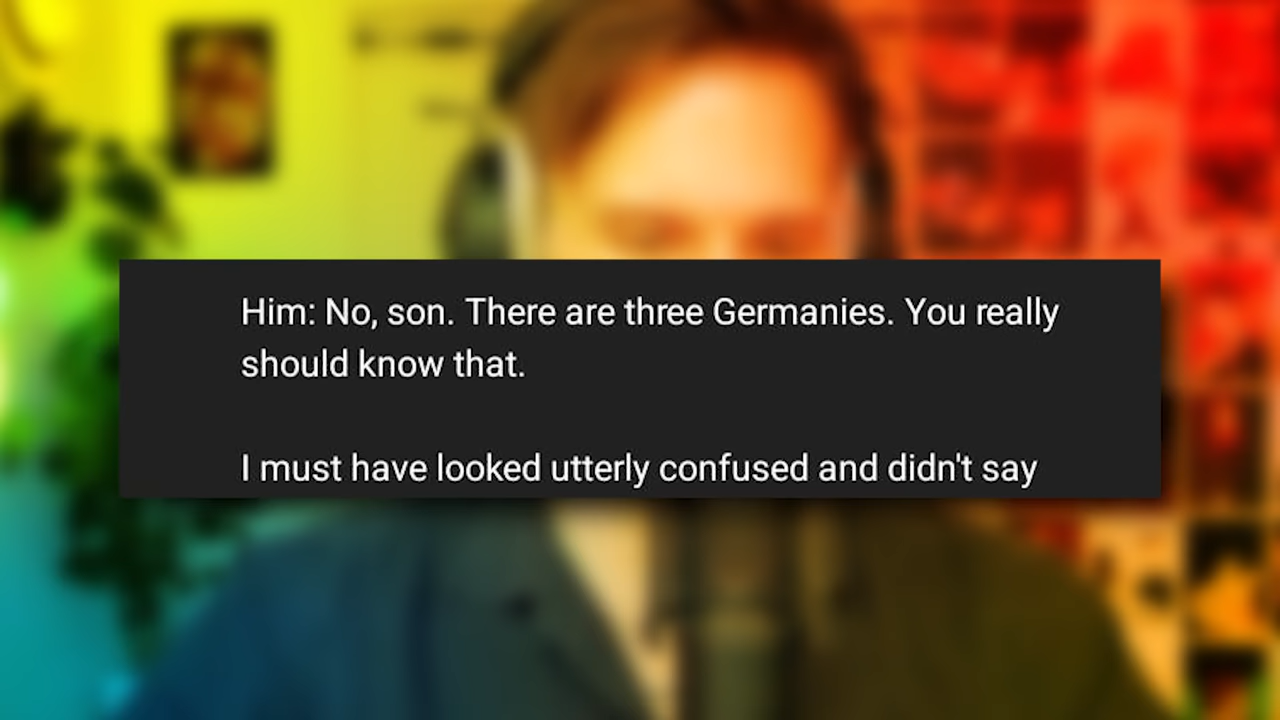 Him: No, son. There are three Germanies. You really
should know that.
I must have looked utterly confused and didn't say